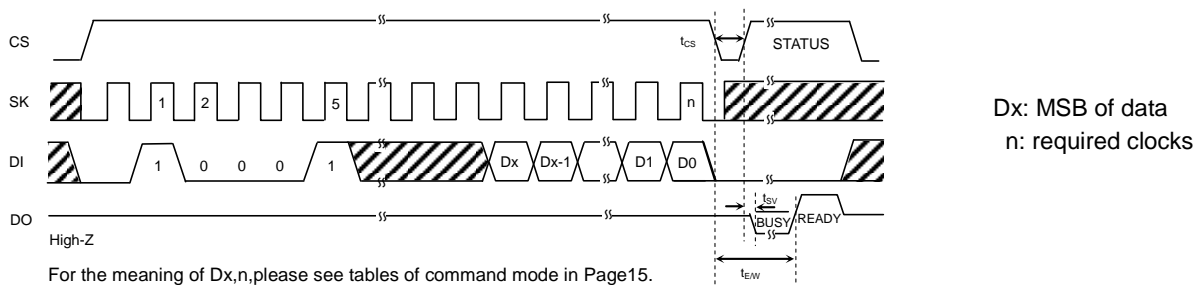 CS
tCS
STATUS
SK
1 2 5 n
Dx: MSB of data
n: required clocks
DI
1 0 0 0 1 Dx Dx-1 D1 D0
tSV
DO
BUSY READY
High-Z
tE/W
For the meaning of Dx,n,please see tables of command mode in Page15.